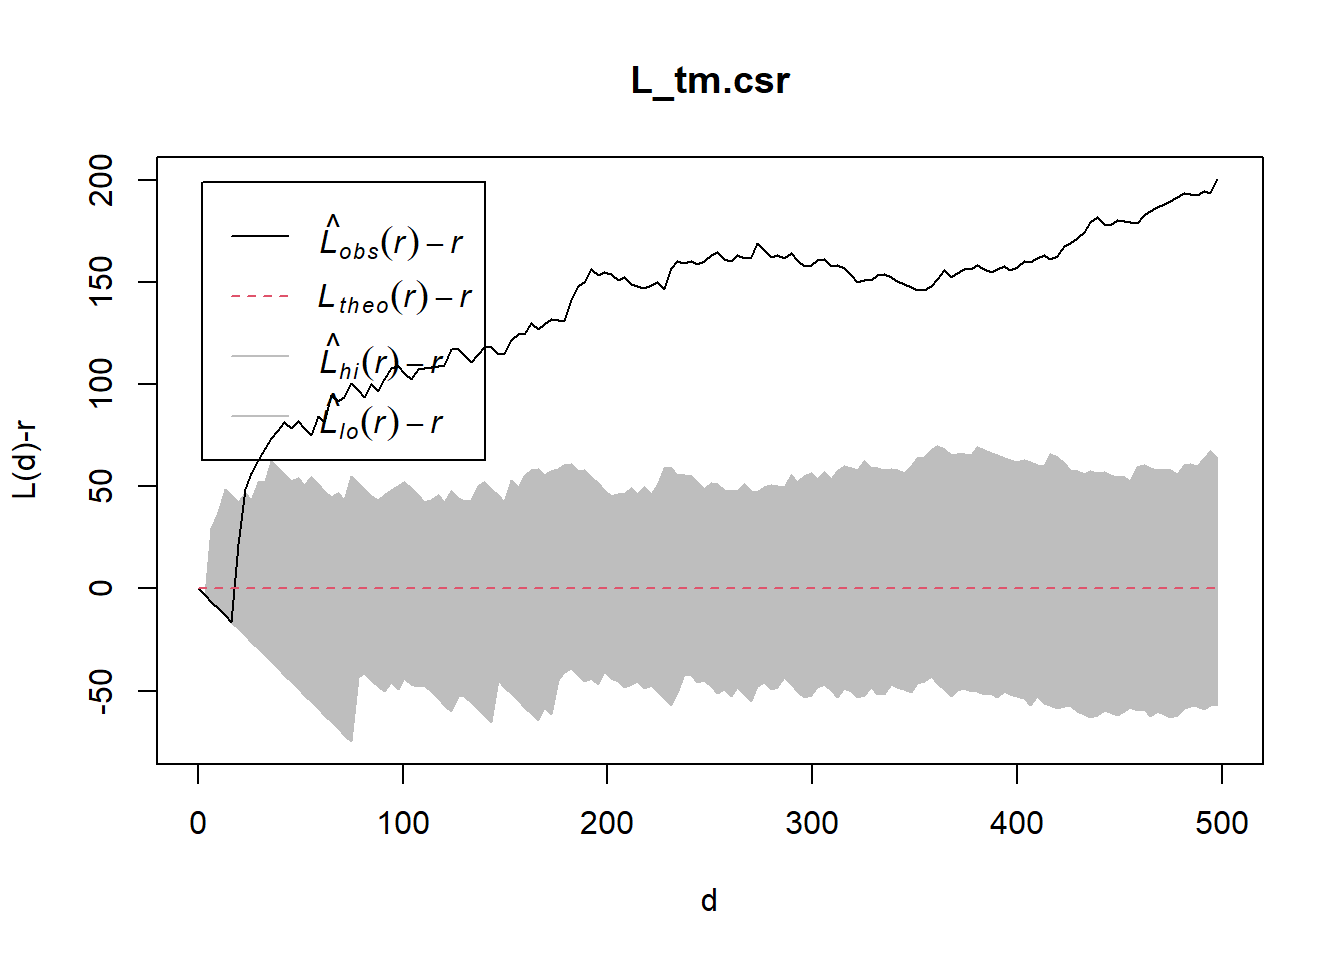 L_tm.csr
L̂obs(r) − r
Ltheo(r) − r
L̂hi(r) − r
L̂lo(r) − r
L(d)-r
200
150
100
50
0
-50
0 100 200 300 400 500
d